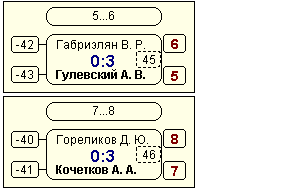 5...6
-42 Габриэлян В. Р. 6
0:3 45
-43 Гулевский А. В. 5
7...8
-40 Гореликов Д. Ю. 8
0:3 46
-41 Кочетков А. А. 7